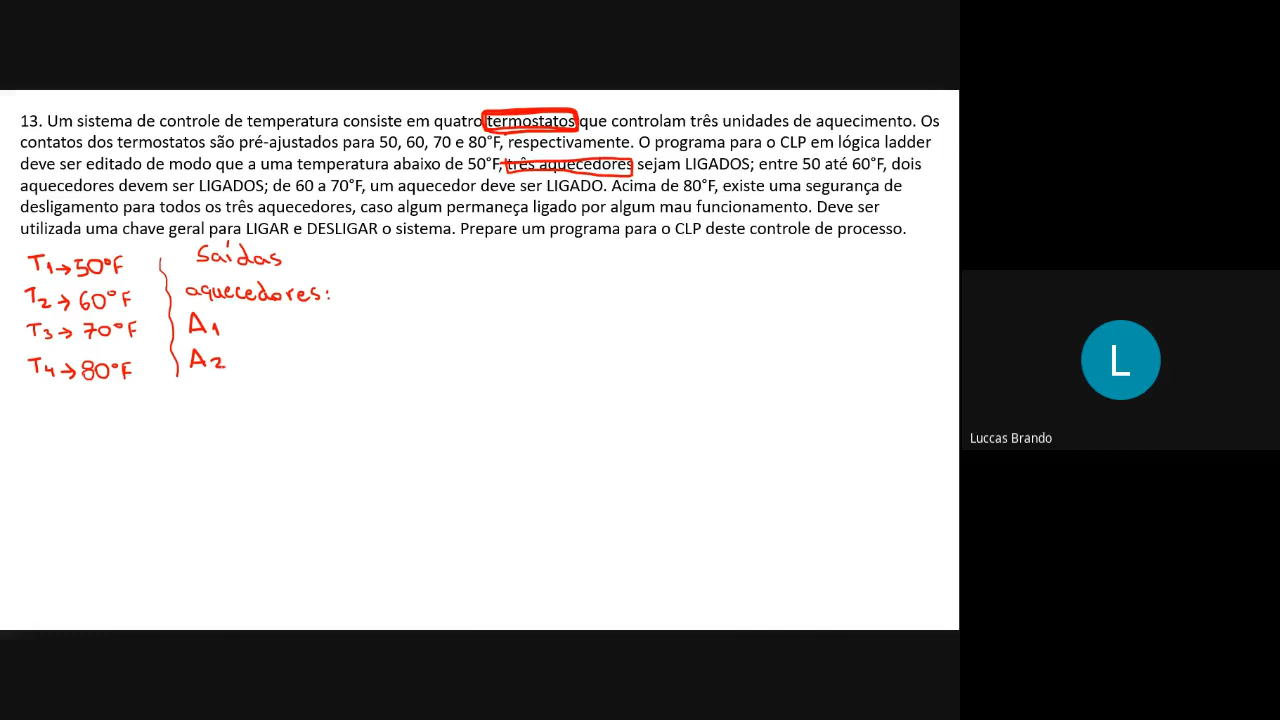 13. Um sistema de controle de temperatura consiste em quatro termostatos que controlam três unidades de aquecimento. Os
contatos dos termostatos são pré-ajustados para 50, 60, 70 e 80°F, respectivamente. O programa para o CLP em lógica ladder
deve ser editado de modo que a uma temperatura abaixo de 50°F, três aquecedores sejam LIGADOS; entre 50 até 60°F, dois
aquecedores devem ser LIGADOS; de 60 a 70°F, um aquecedor deve ser LIGADO. Acima de 80°F, existe uma segurança de
desligamento para todos os três aquecedores, caso algum permaneça ligado por algum mau funcionamento. Deve ser
utilizada uma chave geral para LIGAR e DESLIGAR o sistema. Prepare um programa para o CLP deste controle de processo.
T1→50°F
T2→60°F
T3→70°F
T4→80°F
Saídas
aquecedores:
A1
A2
L
Luccas Brando